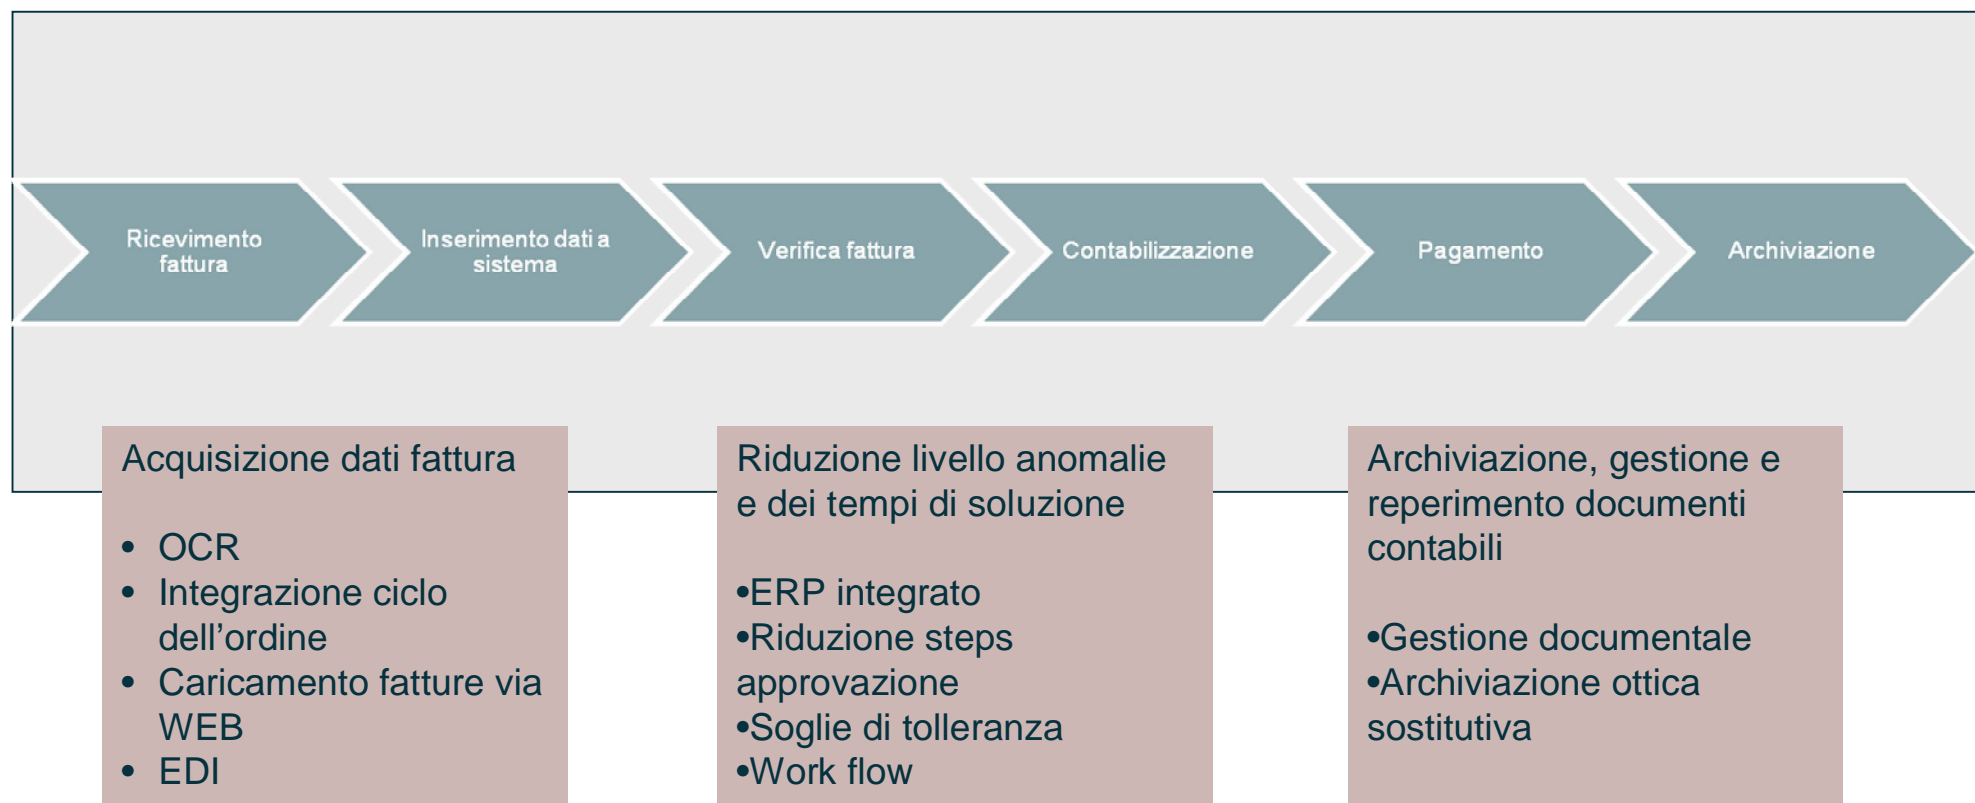 Ricevimento
fattura
Inserimento dati a
sistema
Verifica fattura
Contabilizzazione
Pagamento
Archiviazione
Acquisizione dati fattura
• OCR
• Integrazione ciclo
dell’ordine
• Caricamento fatture via
WEB
• EDI
Riduzione livello anomalie
e dei tempi di soluzione
•ERP integrato
•Riduzione steps
approvazione
•Soglie di tolleranza
•Work flow
Archiviazione, gestione e
reperimento documenti
contabili
•Gestione documentale
•Archiviazione ottica
sostitutiva